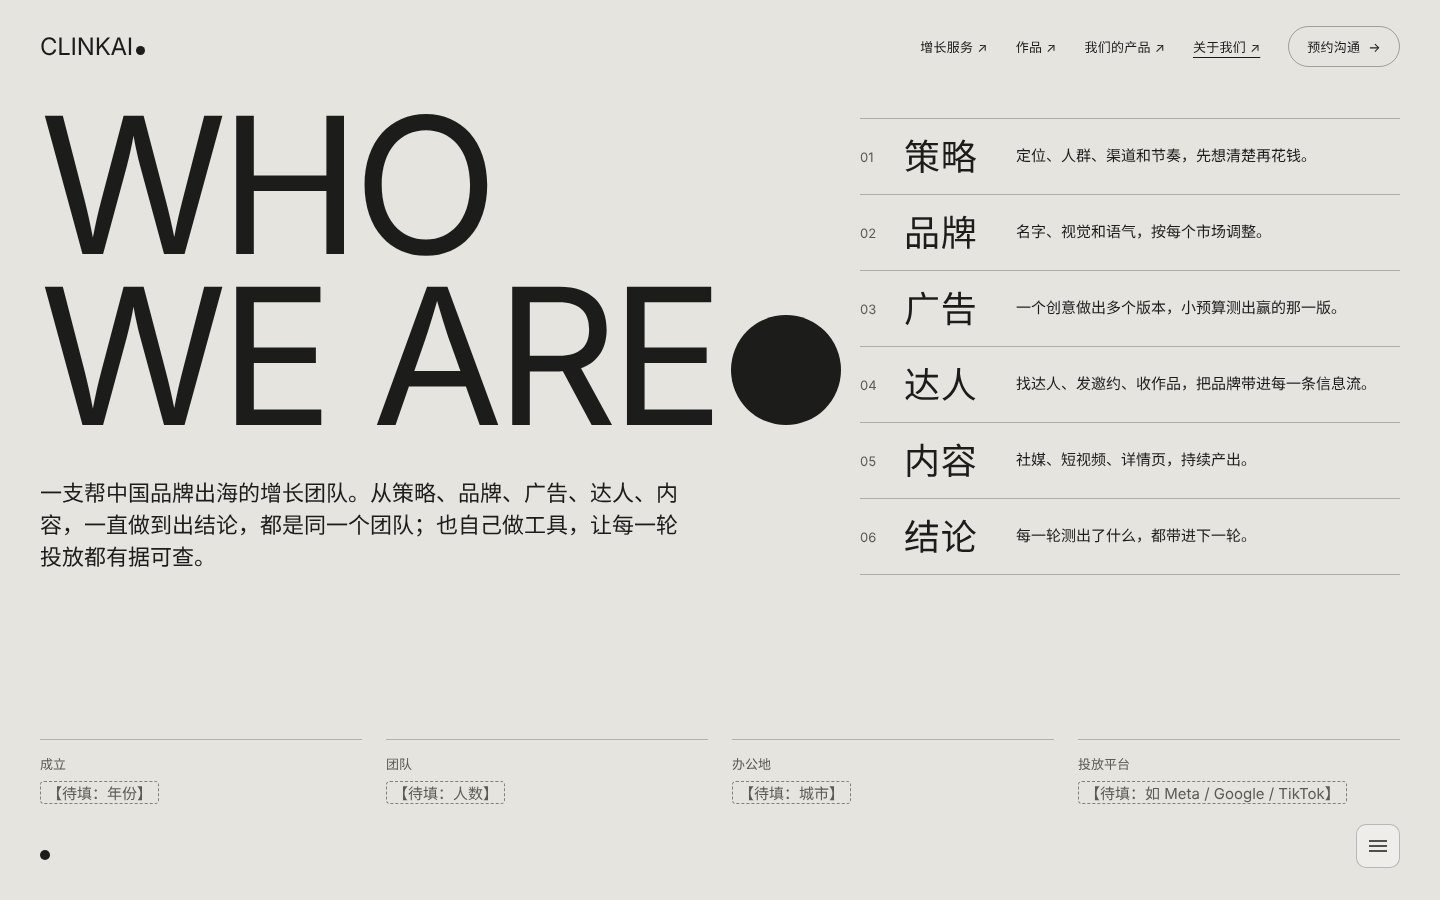 CLINKAI
增长服务 ↗ 作品 ↗ 我们的产品 ↗ 关于我们 ↗ 预约沟通 →
WHO
WE ARE
一支帮中国品牌出海的增长团队。从策略、品牌、广告、达人、内
容，一直做到出结论，都是同一个团队；也自己做工具，让每一轮
投放都有据可查。
01 策略 定位、人群、渠道和节奏，先想清楚再花钱。
02 品牌 名字、视觉和语气，按每个市场调整。
03 广告 一个创意做出多个版本，小预算测出赢的那一版。
04 达人 找达人、发邀约、收作品，把品牌带进每一条信息流。
05 内容 社媒、短视频、详情页，持续产出。
06 结论 每一轮测出了什么，都带进下一轮。
成立
【待填：年份】
团队
【待填：人数】
办公地
【待填：城市】
投放平台
【待填：如 Meta / Google / TikTok】